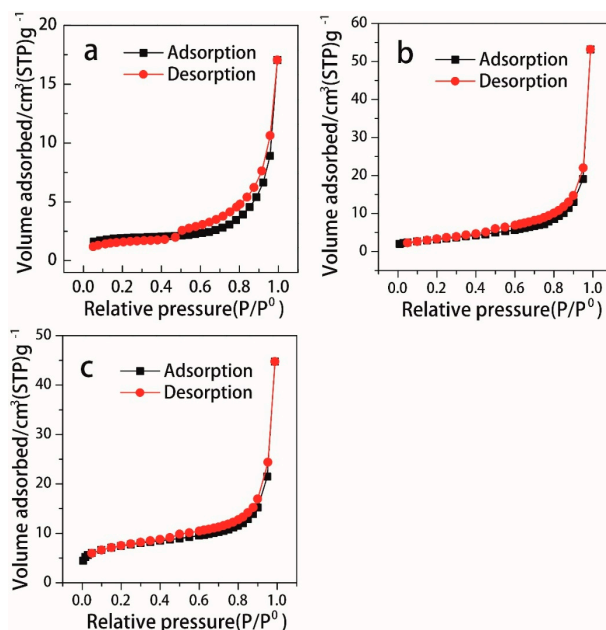 a
Adsorption
Desorption
20
15
10
5
0
Volume adsorbed/cm³(STP)g⁻¹
0.0 0.2 0.4 0.6 0.8 1.0
Relative pressure(P/P⁰)
b
Adsorption
Desorption
60
50
40
30
20
10
0
Volume adsorbed/cm³(STP)g⁻¹
0.0 0.2 0.4 0.6 0.8 1.0
Relative pressure(P/P⁰)
c
Adsorption
Desorption
50
40
30
20
10
0
Volume adsorbed/cm³(STP)g⁻¹
0.0 0.2 0.4 0.6 0.8 1.0
Relative pressure(P/P⁰)